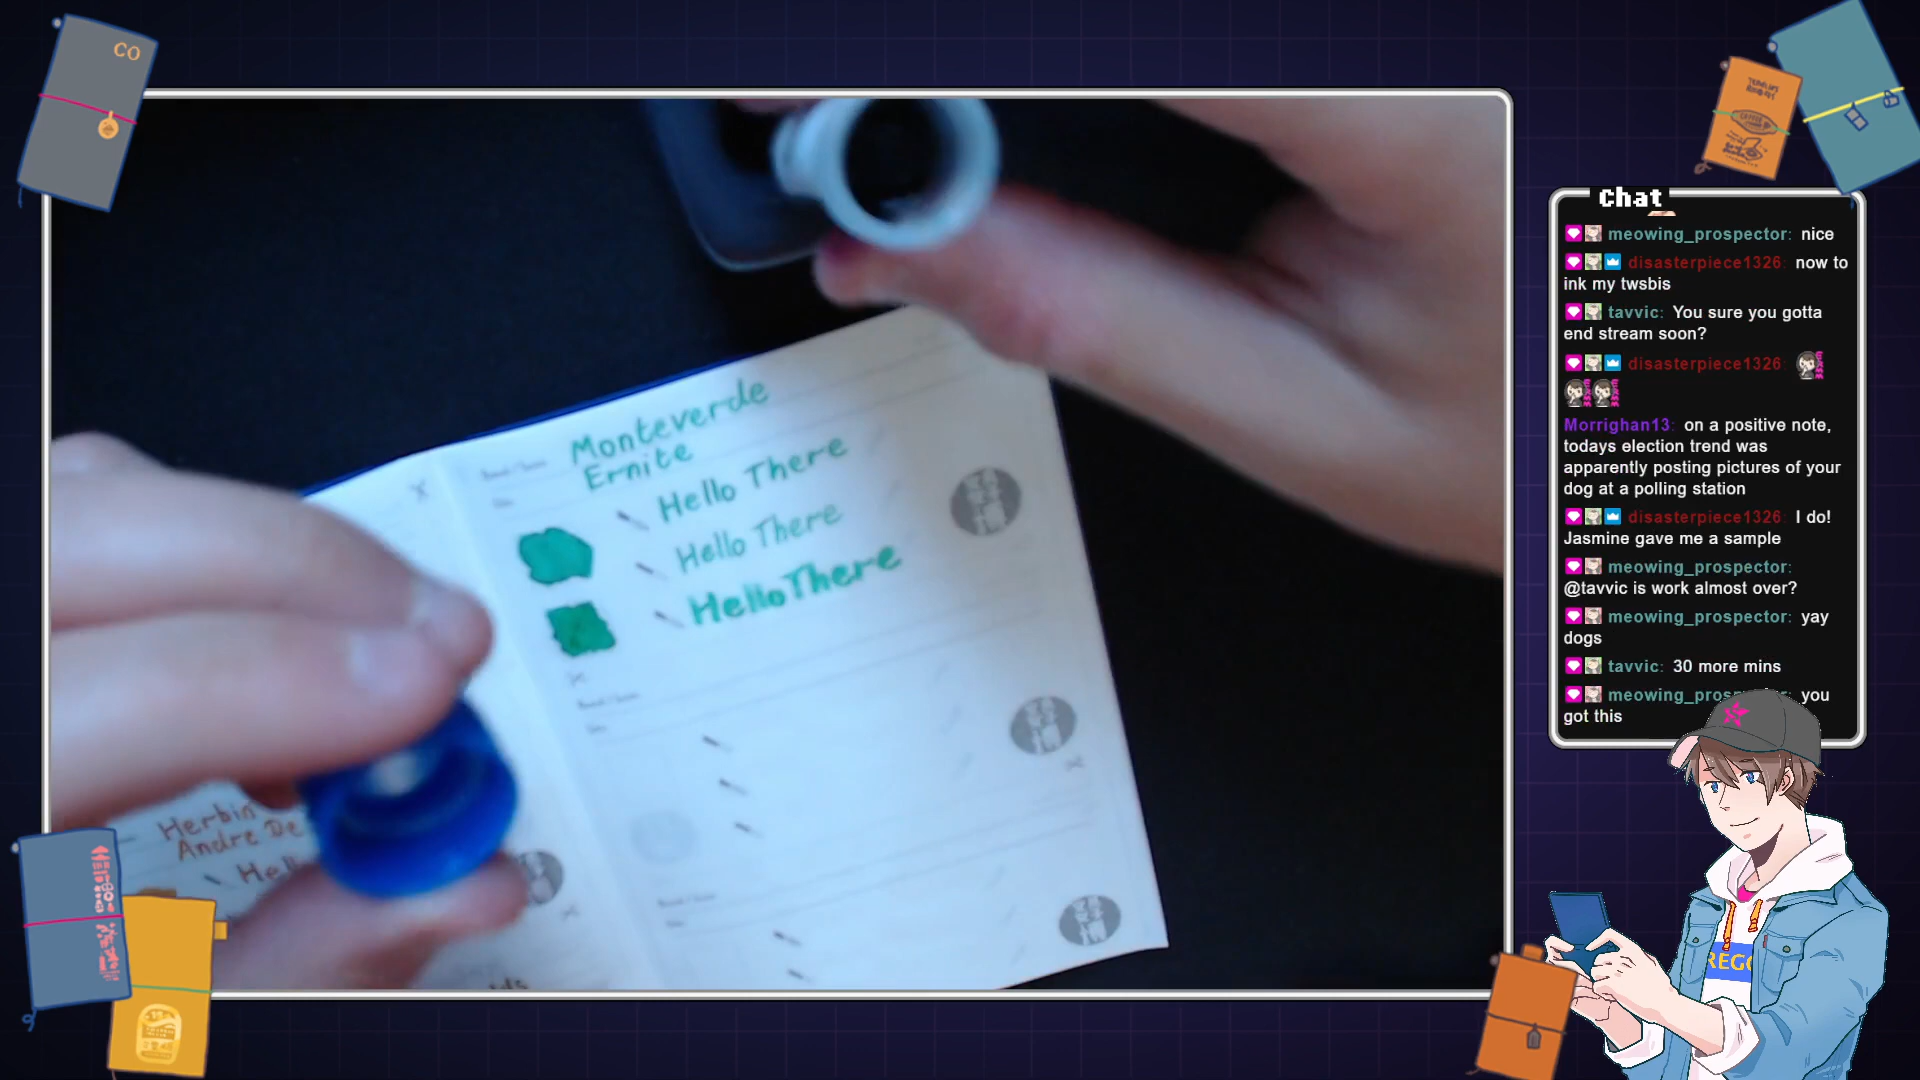 CO
chat
meowing_prospector: nice
disasterpiece1326: now to
ink my twsbis
tavvic: You sure you gotta
end stream soon?
disasterpiece1326:
Morrighan13: on a positive note,
todays election trend was
apparently posting pictures of your
dog at a polling station
disasterpiece1326: I do!
Jasmine gave me a sample
meowing_prospector:
@tavvic is work almost over?
meowing_prospector: yay
dogs
tavvic: 30 more mins
meowing_prospector: you
got this
Monteverde
Ernite
Hello There
Hello There
Hello There
Herbin
Andre De
Hell
REGO